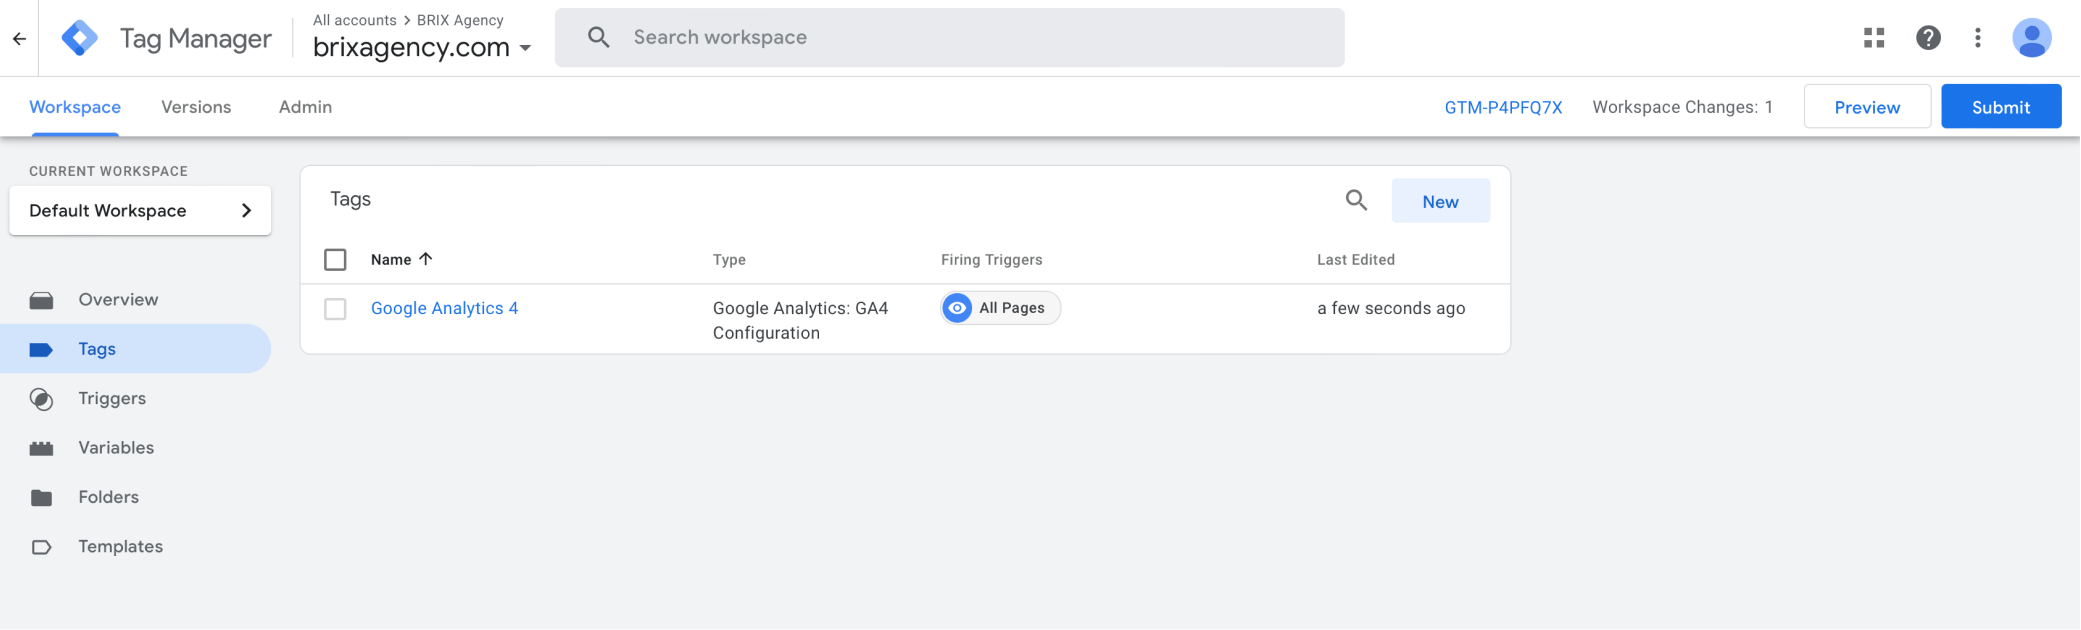 Tag Manager
All accounts > BRIX Agency
brixagency.com
Search workspace
?
Workspace
Versions
Admin
GTM-P4PFQ7X
Workspace Changes: 1
Preview
Submit
CURRENT WORKSPACE
Default Workspace
Overview
Tags
Triggers
Variables
Folders
Templates
Tags
New
Name
Type
Firing Triggers
Last Edited
Google Analytics 4
Google Analytics: GA4
Configuration
All Pages
a few seconds ago